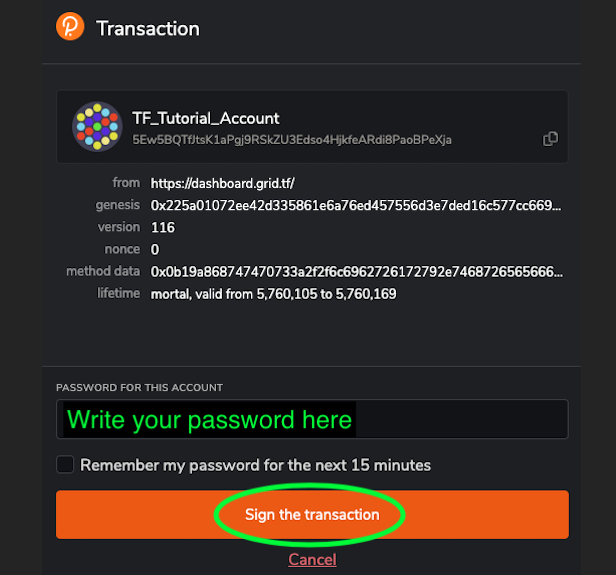 Transaction
TF_Tutorial_Account
5Ew5BQTfJtsK1aPgj9RSkZU3Edso4HjkfeARdi8PaoBPeXja
from https://dashboard.grid.tf/
genesis 0x225a01072ee42d335861e6a76ed457556d3e7ded16c577cc669...
version 116
nonce 0
method data 0x0b19a868747470733a2f2f6c6962726172792e7468726565666...
lifetime mortal, valid from 5,760,105 to 5,760,169
PASSWORD FOR THIS ACCOUNT
Write your password here
Remember my password for the next 15 minutes
Sign the transaction
Cancel